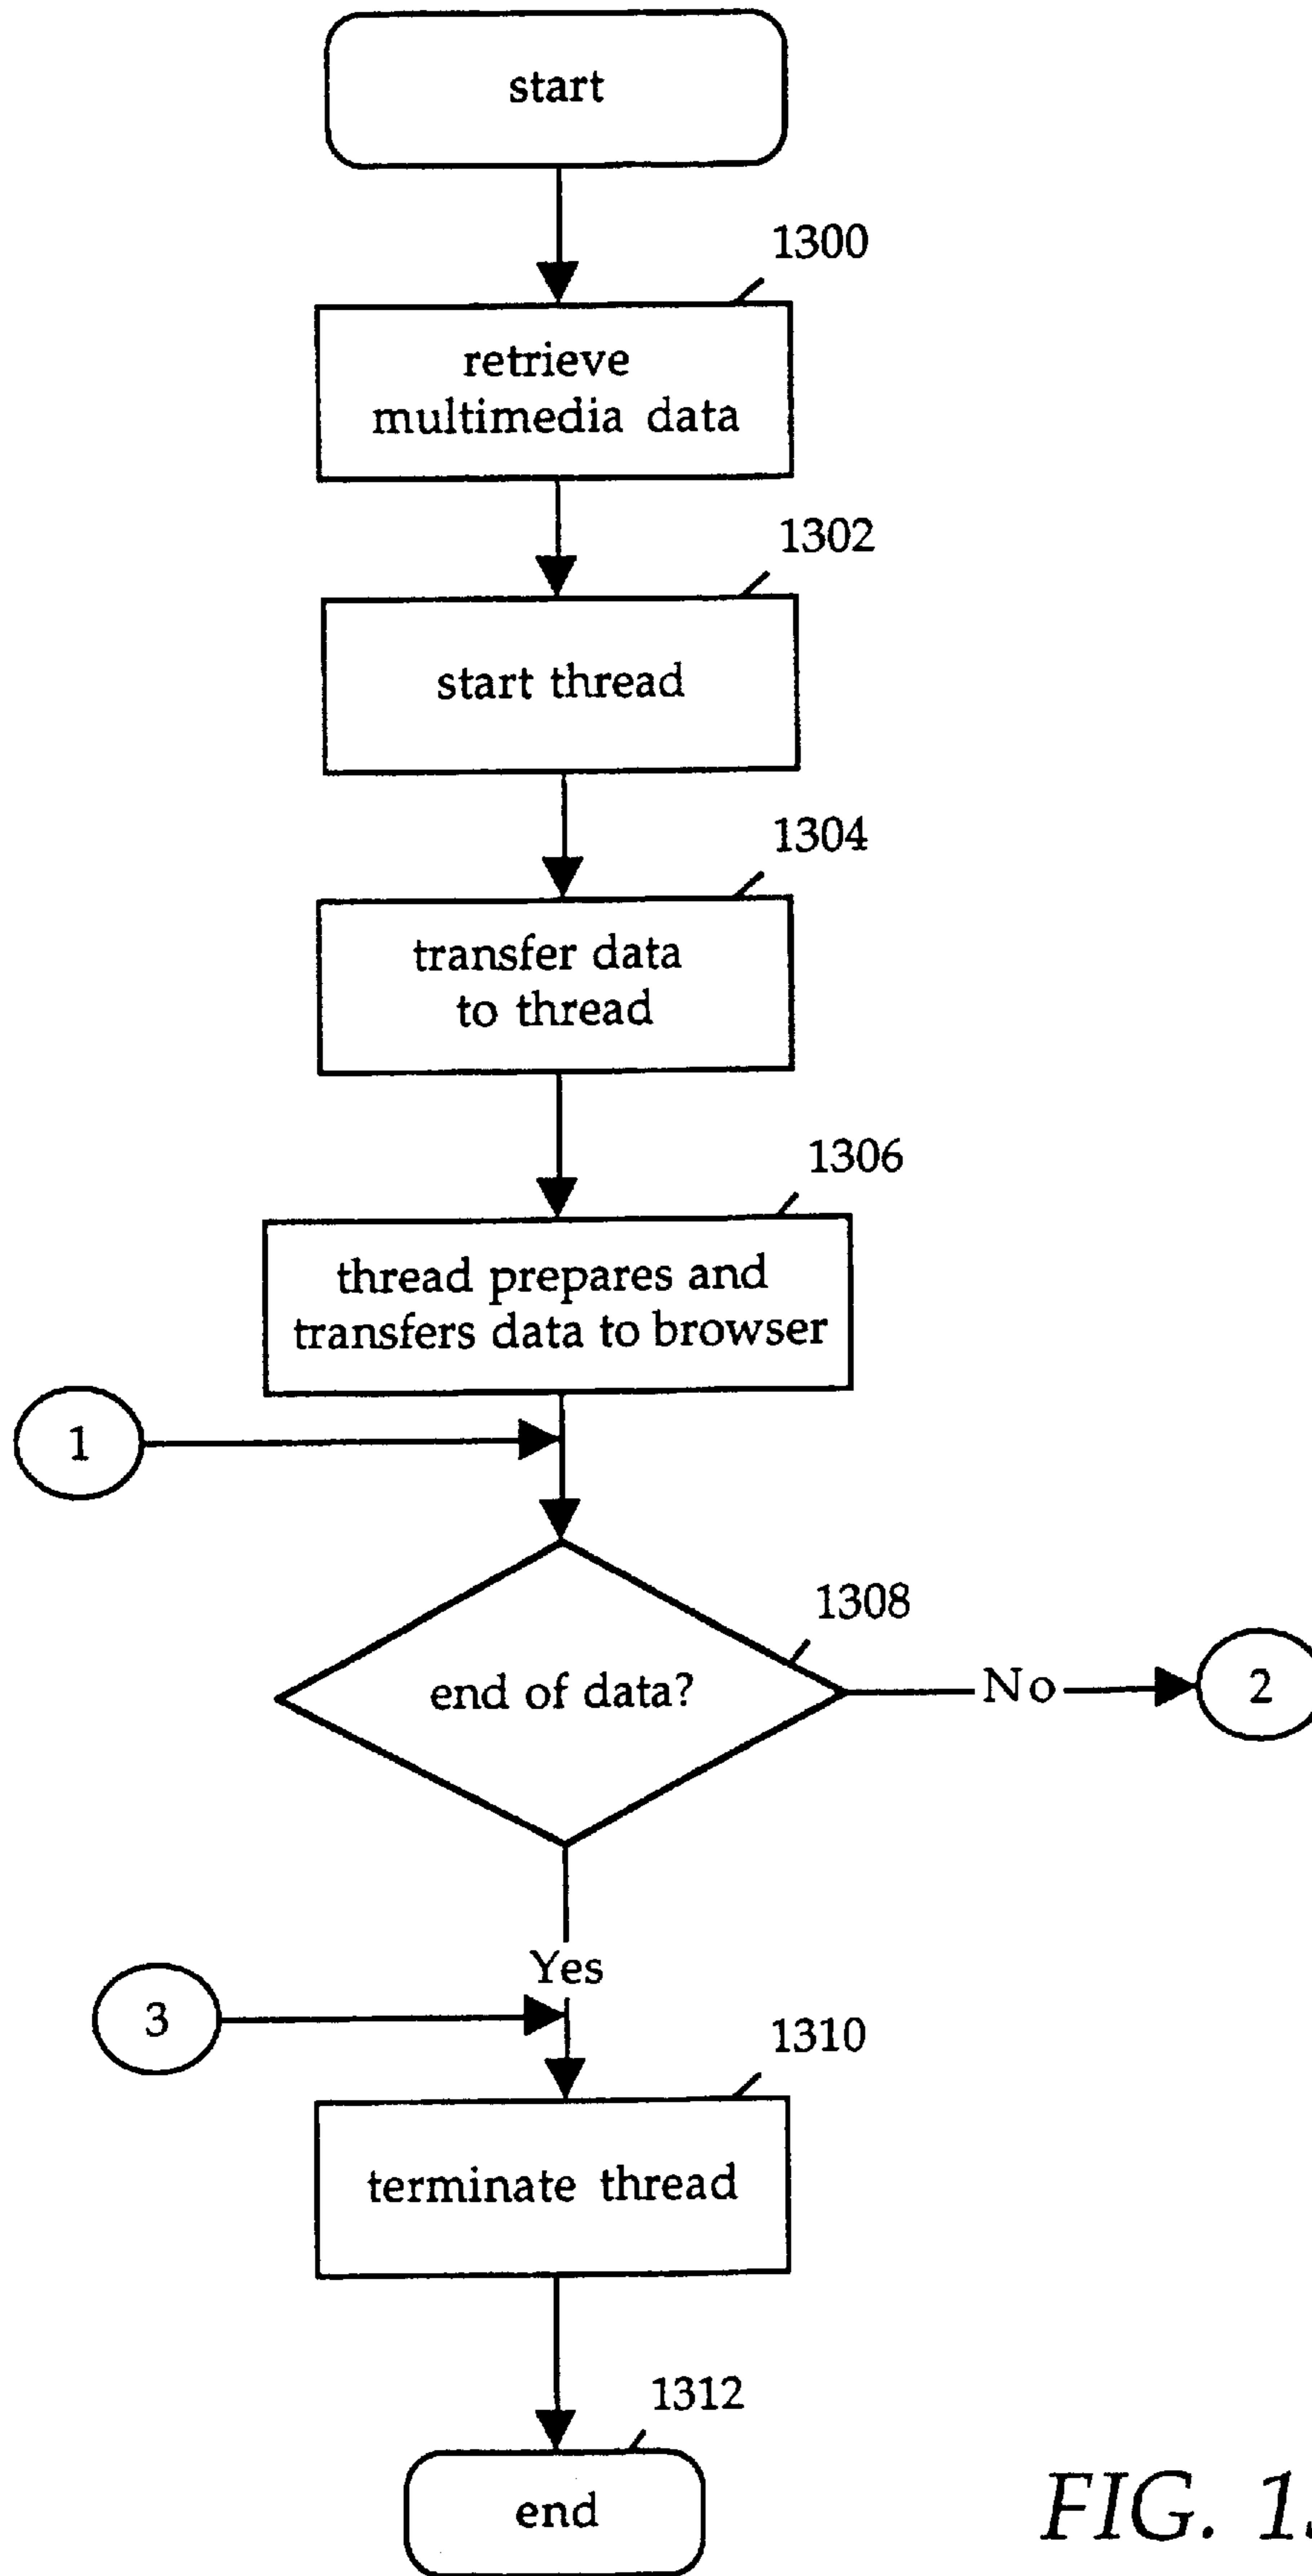 start
1300
retrieve
multimedia data
1302
start thread
1304
transfer data
to thread
1306
thread prepares and
transfers data to browser
1
1308
end of data?
No
2
Yes
3
1310
terminate thread
1312
end
FIG.